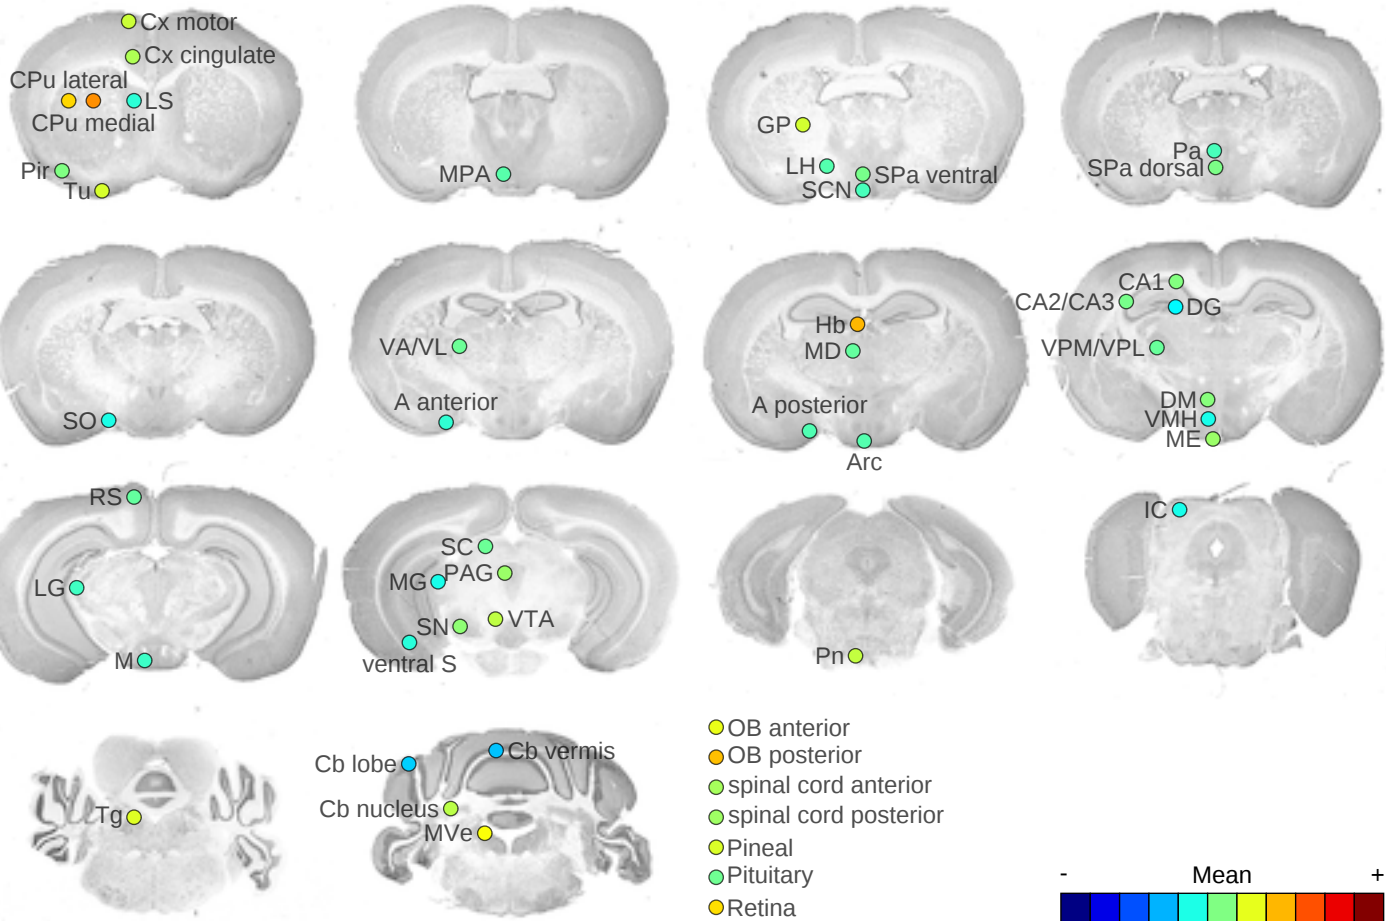 Cx motor
Cx cingulate
CPu lateral
LS
CPu medial
Pir
Tu
MPA
GP
LH
SPa ventral
SCN
Pa
SPa dorsal
SO
VA/VL
A anterior
Hb
MD
A posterior
Arc
CA1
CA2/CA3
DG
VPM/VPL
DM
VMH
ME
RS
LG
M
SC
MG
PAG
SN
VTA
ventral S
Pn
IC
Tg
Cb lobe
Cb vermis
Cb nucleus
MVe
OB anterior
OB posterior
spinal cord anterior
spinal cord posterior
Pineal
Pituitary
Retina
- Mean +